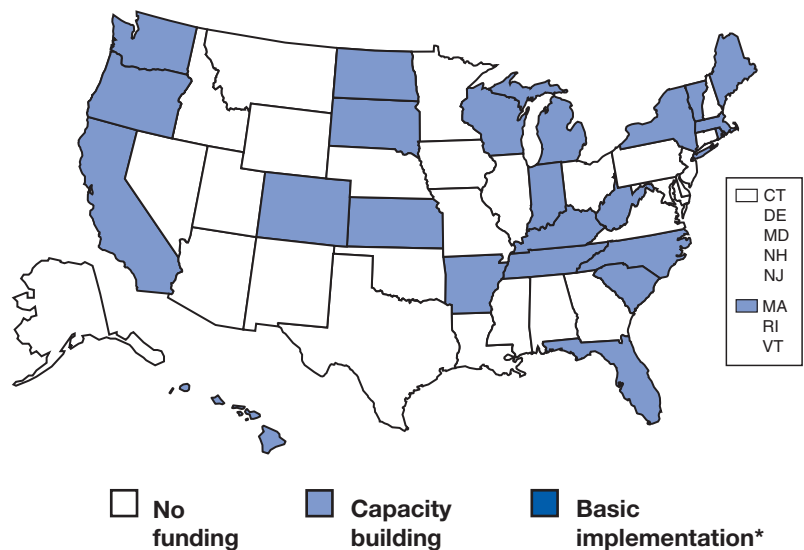 CT
DE
MD
NH
NJ
MA
RI
VT
No
funding
Capacity
building
Basic
implementation*